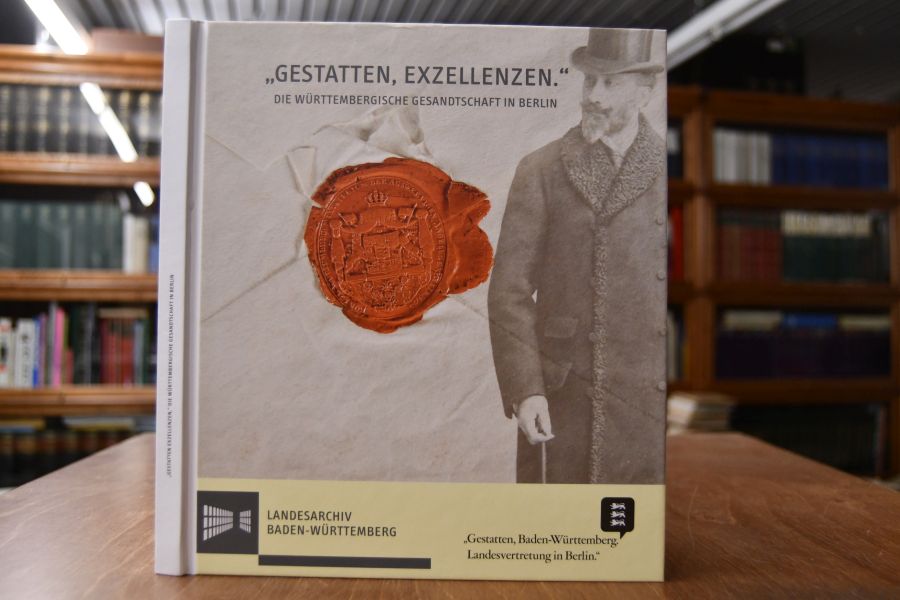 „GESTATTEN, EXZELLENZEN.“
DIE WÜRTTEMBERGISCHE GESANDTSCHAFT IN BERLIN
„GESTATTEN EXZELLENZEN.“ DIE WÜRTTEMBERGISCHE GESANDTSCHAFT IN BERLIN
LANDESARCHIV
BADEN-WÜRTTEMBERG
„Gestatten, Baden-Württemberg.
Landesvertretung in Berlin.“